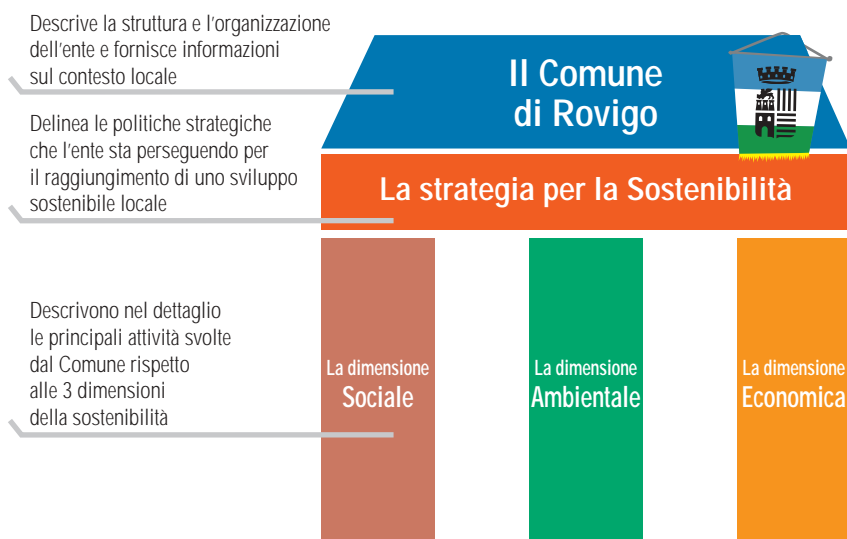 Descrive la struttura e l'organizzazione
dell'ente e fornisce informazioni
sul contesto locale
Il Comune
di Rovigo
Delinea le politiche strategiche
che l'ente sta perseguendo per
il raggiungimento di uno sviluppo
sostenibile locale
La strategia per la Sostenibilità
Descrivono nel dettaglio
le principali attività svolte
dal Comune rispetto
alle 3 dimensioni
della sostenibilità
La dimensione
Sociale
La dimensione
Ambientale
La dimensione
Economica